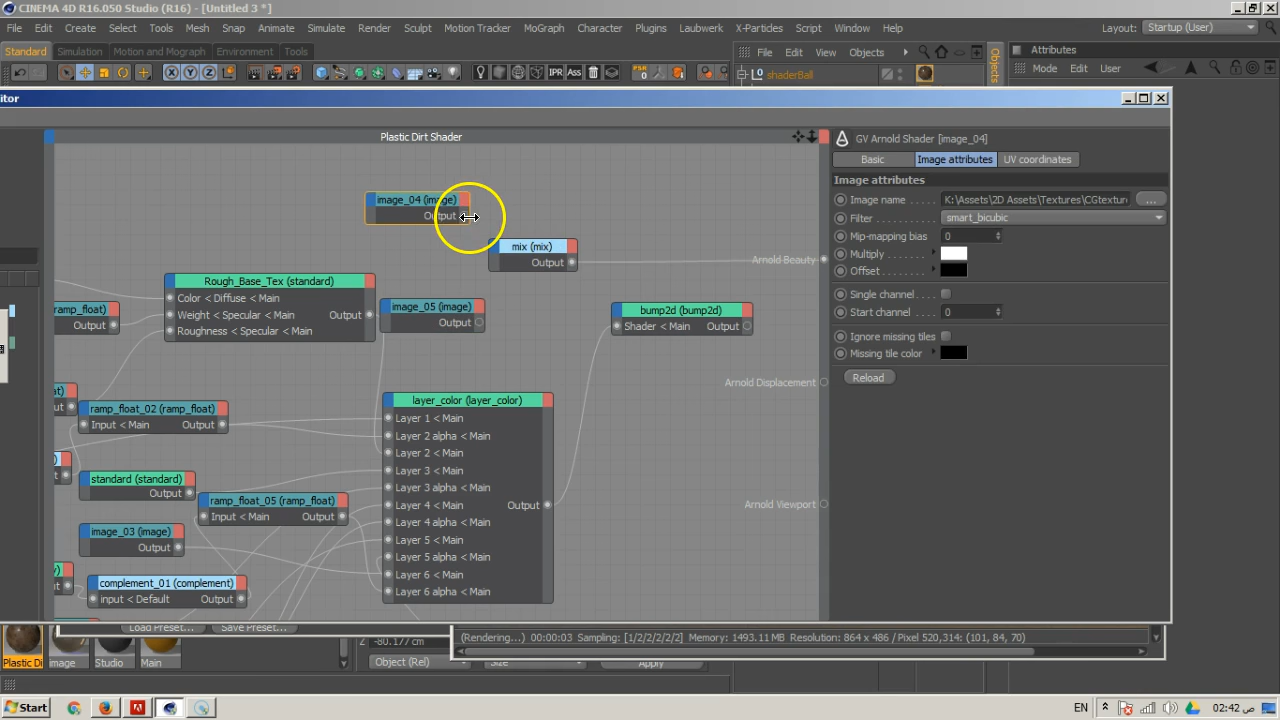 CINEMA 4D R16.050 Studio (R16) - [Untitled 3 *]
File Edit Create Select Tools Mesh Snap Animate Simulate Render Sculpt Motion Tracker MoGraph Character Plugins Laubwerk X-Particles Script Window Help Layout: Startup (User)
Standard Simulation Motion and Mograph Environment Tools
File Edit View Objects
Objects
Attributes
Mode Edit User
X Y Z IPR Ass PSR 0
shaderBall
itor
Plastic Dirt Shader
image_04 (image)
Output
mix (mix)
Output
Arnold Beauty
Rough_Base_Tex (standard)
Color < Diffuse < Main
Weight < Specular < Main Output
Roughness < Specular < Main
ramp_float)
Output
image_05 (image)
Output
bump2d (bump2d)
Shader < Main Output
Arnold Displacement
Arnold Viewport
layer_color (layer_color)
Layer 1 < Main
Layer 2 alpha < Main
Layer 2 < Main
Layer 3 < Main
Layer 3 alpha < Main
Layer 4 < Main Output
Layer 4 alpha < Main
Layer 5 < Main
Layer 5 alpha < Main
Layer 6 < Main
Layer 6 alpha < Main
ramp_float_02 (ramp_float)
Input < Main Output
standard (standard)
Output
ramp_float_05 (ramp_float)
Input < Main Output
image_03 (image)
Output
complement_01 (complement)
input < Default Output
GV Arnold Shader [image_04]
Basic Image attributes UV coordinates
Image attributes
Image name K:\Assets\2D Assets\Textures\CGtextur ...
Filter smart_bicubic
Mip-mapping bias 0
Multiply
Offset
Single channel
Start channel 0
Ignore missing tiles
Missing tile color
Reload
Load Preset... Save Preset...
(Rendering...) 00:00:03 Sampling: [1/2/2/2/2/2] Memory: 1493.11 MB Resolution: 864 x 486 / Pixel 520,314: (101, 84, 70)
Plastic Di image Studio Main
Z -80.177 cm
Object (Rel) Size Apply
Start EN 02:42 ص